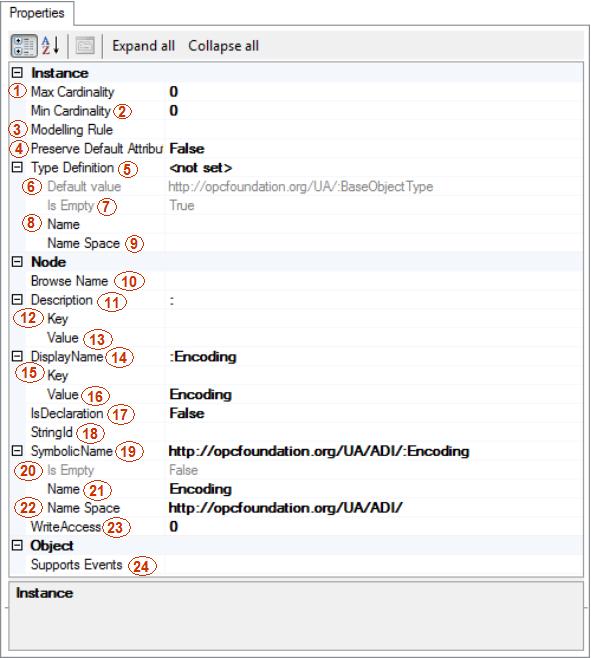 Properties
Expand all Collapse all
Instance
1 Max Cardinality 0
Min Cardinality 2 0
3 Modelling Rule
4 Preserve Default Attribut False
Type Definition 5 <not set>
6 Default value http://opcfoundation.org/UA/:BaseObjectType
Is Empty 7 True
8 Name
Name Space 9
Node
Browse Name 10
Description 11 :
12 Key
Value 13
DisplayName 14 :Encoding
15 Key
Value 16 Encoding
IsDeclaration 17 False
StringId 18
SymbolicName 19 http://opcfoundation.org/UA/ADI/:Encoding
20 Is Empty False
Name 21 Encoding
22 Name Space http://opcfoundation.org/UA/ADI/
WriteAccess 23 0
Object
Supports Events 24
Instance